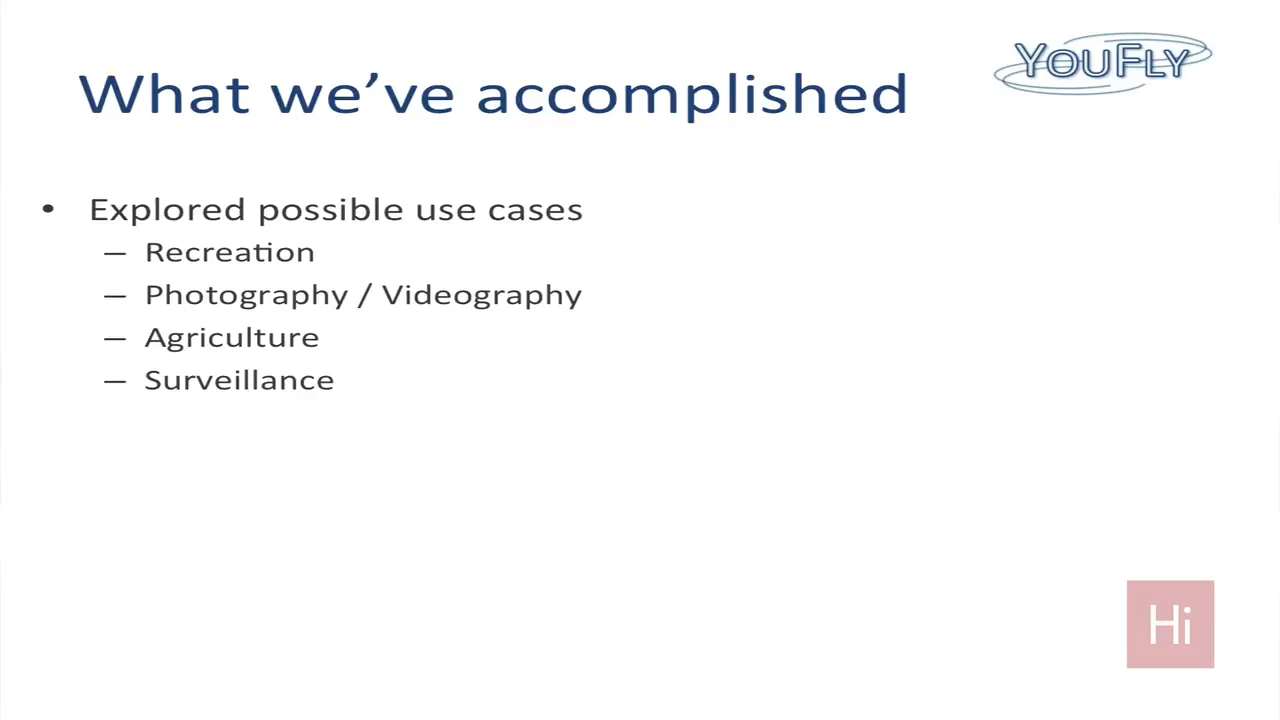 What we’ve accomplished
YOUFLY
• Explored possible use cases
– Recreation
– Photography / Videography
– Agriculture
– Surveillance
Hi